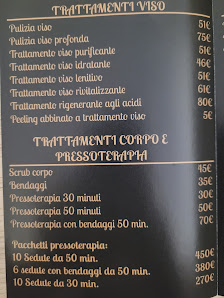 TRATTAMENTI VISO
Pulizia viso 51€
Pulizia viso profonda 75€
Trattamento viso purificante 51€
Trattamento viso idratante 46€
Trattamento viso lenitivo 51€
Trattamento viso rivitalizzante 61€
Trattamento rigenerante agli acidi 80€
Peeling abbinato a trattamento viso 5€
TRATTAMENTI CORPO E
PRESSOTERAPIA
Scrub corpo 45€
Bendaggi 35€
Pressoterapia 30 minuti 30€
Pressoterapia 50 minuti 50€
Pressoterapia con bendaggi 50 min. 70€
Pacchetti pressoterapia:
10 Sedute da 50 min. 450€
6 sedute con bendaggi da 50 min. 380€
10 Sedute da 30 min. 270€